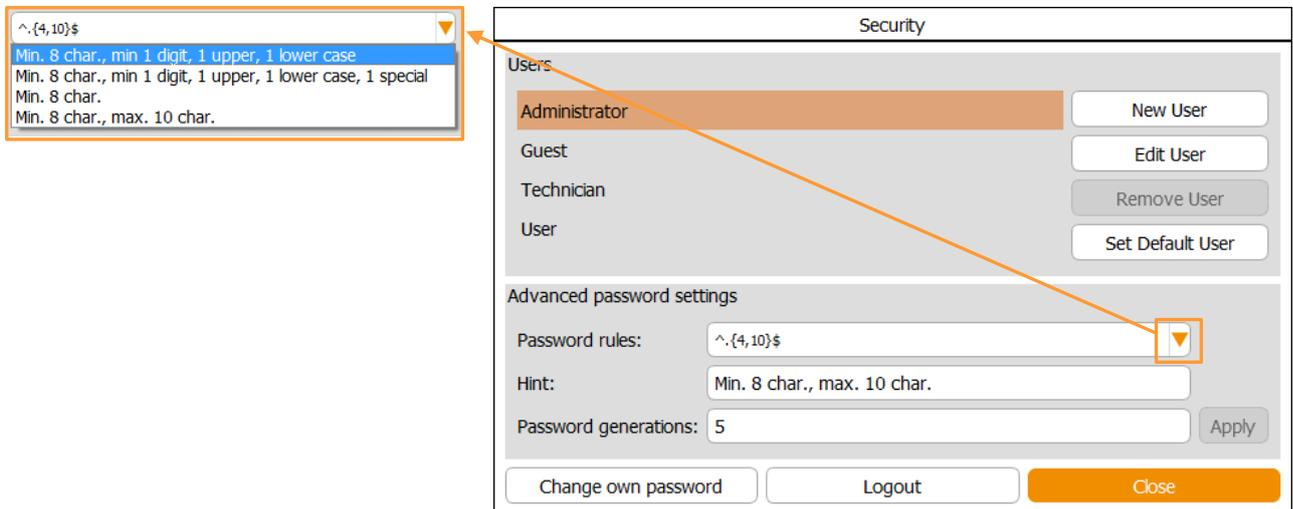 ^.{4,10}$
Min. 8 char., min 1 digit, 1 upper, 1 lower case
Min. 8 char., min 1 digit, 1 upper, 1 lower case, 1 special
Min. 8 char.
Min. 8 char., max. 10 char.
Security
Users
Administrator
New User
Guest
Edit User
Technician
Remove User
User
Set Default User
Advanced password settings
Password rules: ^.{4,10}$
Hint: Min. 8 char., max. 10 char.
Password generations: 5 Apply
Change own password Logout Close